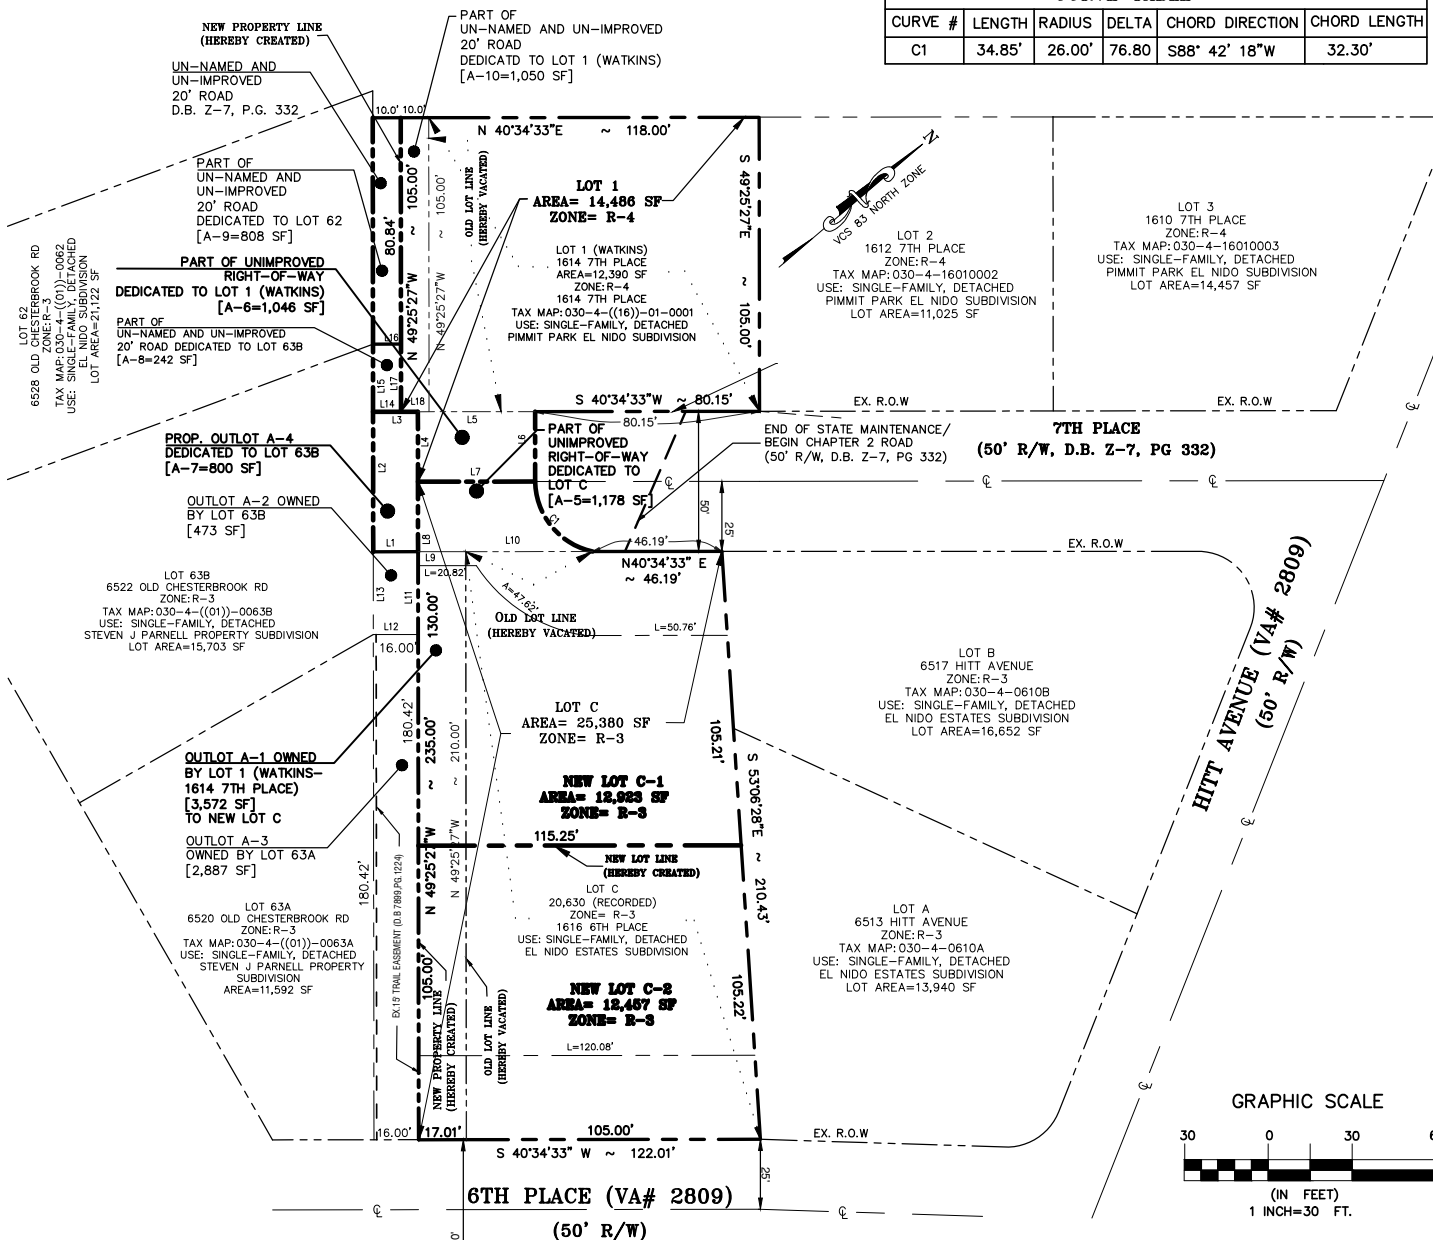 CURVE #
LENGTH
RADIUS
DELTA
CHORD DIRECTION
CHORD LENGTH
C1
34.85'
26.00'
76.80
S88° 42' 18"W
32.30'
NEW PROPERTY LINE
(HEREBY CREATED)
PART OF
UN-NAMED AND UN-IMPROVED
20' ROAD
DEDICATD TO LOT 1 (WATKINS)
[A-10=1,050 SF]
UN-NAMED AND
UN-IMPROVED
20' ROAD
D.B. Z-7, P.G. 332
10.0'
10.0'
PART OF
UN-NAMED AND
UN-IMPROVED
20' ROAD
DEDICATED TO LOT 62
[A-9=808 SF]
PART OF UNIMPROVED
RIGHT-OF-WAY
DEDICATED TO LOT 1 (WATKINS)
[A-6=1,046 SF]
PART OF
UN-NAMED AND UN-IMPROVED
20' ROAD DEDICATED TO LOT 63B
[A-8=242 SF]
LOT 62
6528 OLD CHESTERBROOK RD
ZONE:R-3
TAX MAP:030-4-((01))-0062
USE: SINGLE-FAMILY, DETACHED
EL NIDO SUBDIVISION
LOT AREA=21,122 SF
80.84'
N 49°25'27"W ~ 105.00'
N 49°25'27"W ~ 105.00'
OLD LOT LINE
(HEREBY VACATED)
N 40°34'33"E ~ 118.00'
LOT 1
AREA= 14,486 SF
ZONE= R-4
LOT 1 (WATKINS)
1614 7TH PLACE
AREA=12,390 SF
ZONE:R-4
1614 7TH PLACE
TAX MAP:030-4-((16))-01-0001
USE: SINGLE-FAMILY, DETACHED
PIMMIT PARK EL NIDO SUBDIVISION
S 49°25'27"E ~ 105.00'
N
VCS 83 NORTH ZONE
LOT 2
1612 7TH PLACE
ZONE:R-4
TAX MAP:030-4-16010002
USE: SINGLE-FAMILY, DETACHED
PIMMIT PARK EL NIDO SUBDIVISION
LOT AREA=11,025 SF
LOT 3
1610 7TH PLACE
ZONE:R-4
TAX MAP:030-4-16010003
USE: SINGLE-FAMILY, DETACHED
PIMMIT PARK EL NIDO SUBDIVISION
LOT AREA=14,457 SF
L16
L15
L17
L14
L18
L3
L5
L4
L6
L2
L7
S 40°34'33"W ~ 80.15'
80.15'
EX. R.O.W
EX. R.O.W
PROP. OUTLOT A-4
DEDICATED TO LOT 63B
[A-7=800 SF]
OUTLOT A-2 OWNED
BY LOT 63B
[473 SF]
PART OF
UNIMPROVED
RIGHT-OF-WAY
DEDICATED TO
LOT C
[A-5=1,178 SF]
END OF STATE MAINTENANCE/
BEGIN CHAPTER 2 ROAD
(50' R/W, D.B. Z-7, PG 332)
7TH PLACE
(50' R/W, D.B. Z-7, PG 332)
C1
50'
25'
L8
L1
L9
L10
46.19'
EX. R.O.W
L=20.82'
A=47.62'
N40°34'33" E
~ 46.19'
LOT 63B
6522 OLD CHESTERBROOK RD
ZONE:R-3
TAX MAP:030-4-((01))-0063B
USE: SINGLE-FAMILY, DETACHED
STEVEN J PARNELL PROPERTY SUBDIVISION
LOT AREA=15,703 SF
L13
L11
L12
16.00'
130.00'
OLD LOT LINE
(HEREBY VACATED)
L=50.76'
LOT B
6517 HITT AVENUE
ZONE:R-3
TAX MAP:030-4-0610B
USE: SINGLE-FAMILY, DETACHED
EL NIDO ESTATES SUBDIVISION
LOT AREA=16,652 SF
HITT AVENUE (VA# 2809)
(50' R/W)
180.42'
N 49°25'27"W ~ 235.00'
N 49°25'27"W ~ 210.00'
LOT C
AREA= 25,380 SF
ZONE= R-3
105.21'
S 53°06'28"E ~ 210.43'
OUTLOT A-1 OWNED
BY LOT 1 (WATKINS-
1614 7TH PLACE)
[3,572 SF]
TO NEW LOT C
OUTLOT A-3
OWNED BY LOT 63A
[2,887 SF]
NEW LOT C-1
AREA= 12,923 SF
ZONE= R-3
115.25'
NEW LOT LINE
(HEREBY CREATED)
180.42'
EX.15' TRAIL EASEMENT (D.B 7899,PG.1224)
LOT 63A
6520 OLD CHESTERBROOK RD
ZONE:R-3
TAX MAP:030-4-((01))-0063A
USE: SINGLE-FAMILY, DETACHED
STEVEN J PARNELL PROPERTY
SUBDIVISION
AREA=11,592 SF
LOT C
20,630 (RECORDED)
ZONE= R-3
1616 6TH PLACE
USE: SINGLE-FAMILY, DETACHED
EL NIDO ESTATES SUBDIVISION
LOT A
6513 HITT AVENUE
ZONE:R-3
TAX MAP:030-4-0610A
USE: SINGLE-FAMILY, DETACHED
EL NIDO ESTATES SUBDIVISION
LOT AREA=13,940 SF
105.00'
NEW PROPERTY LINE
(HEREBY CREATED)
OLD LOT LINE
(HEREBY VACATED)
NEW LOT C-2
AREA= 12,457 SF
ZONE= R-3
105.22'
L=120.08'
16.00'
17.01'
105.00'
S 40°34'33" W ~ 122.01'
EX. R.O.W
25'
6TH PLACE (VA# 2809)
(50' R/W)
GRAPHIC SCALE
30
0
30
(IN FEET)
1 INCH=30 FT.